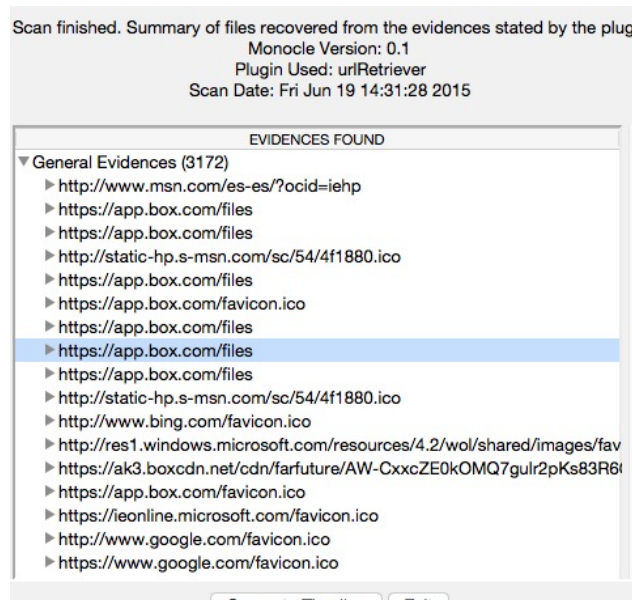 Scan finished. Summary of files recovered from the evidences stated by the plug
Monocle Version: 0.1
Plugin Used: urlRetriever
Scan Date: Fri Jun 19 14:31:28 2015
EVIDENCES FOUND
General Evidences (3172)
http://www.msn.com/es-es/?ocid=iehp
https://app.box.com/files
https://app.box.com/files
http://static-hp.s-msn.com/sc/54/4f1880.ico
https://app.box.com/files
https://app.box.com/favicon.ico
https://app.box.com/files
https://app.box.com/files
https://app.box.com/files
http://static-hp.s-msn.com/sc/54/4f1880.ico
http://www.bing.com/favicon.ico
http://res1.windows.microsoft.com/resources/4.2/wol/shared/images/fav
https://ak3.boxcdn.net/cdn/farfuture/AW-CxxcZE0kOMQ7gulr2pKs83R6
https://app.box.com/favicon.ico
https://ieonline.microsoft.com/favicon.ico
http://www.google.com/favicon.ico
https://www.google.com/favicon.ico